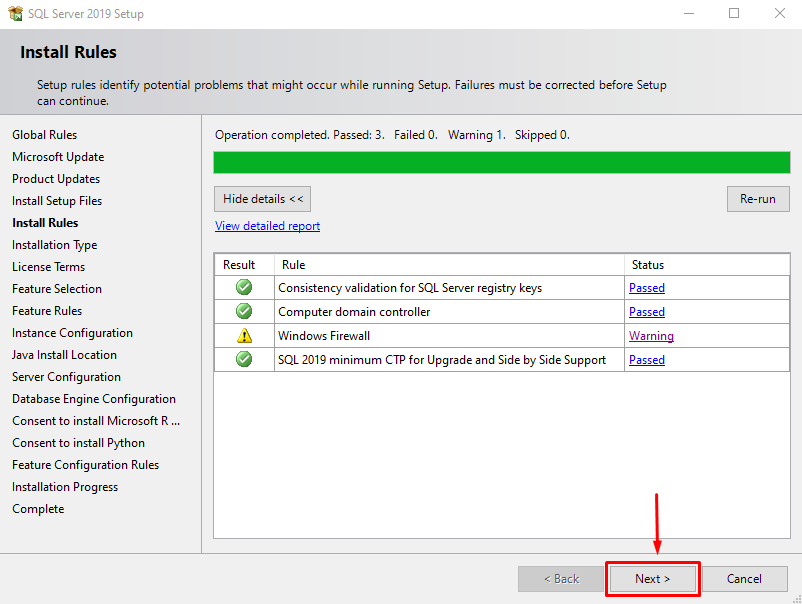 SQL Server 2019 Setup
Install Rules
Setup rules identify potential problems that might occur while running Setup. Failures must be corrected before Setup
can continue.
Global Rules
Microsoft Update
Product Updates
Install Setup Files
Install Rules
Installation Type
License Terms
Feature Selection
Feature Rules
Instance Configuration
Java Install Location
Server Configuration
Database Engine Configuration
Consent to install Microsoft R ...
Consent to install Python
Feature Configuration Rules
Installation Progress
Complete
Operation completed. Passed: 3. Failed 0. Warning 1. Skipped 0.
Hide details << Re-run
View detailed report
Result Rule Status
Consistency validation for SQL Server registry keys Passed
Computer domain controller Passed
Windows Firewall Warning
SQL 2019 minimum CTP for Upgrade and Side by Side Support Passed
< Back Next > Cancel